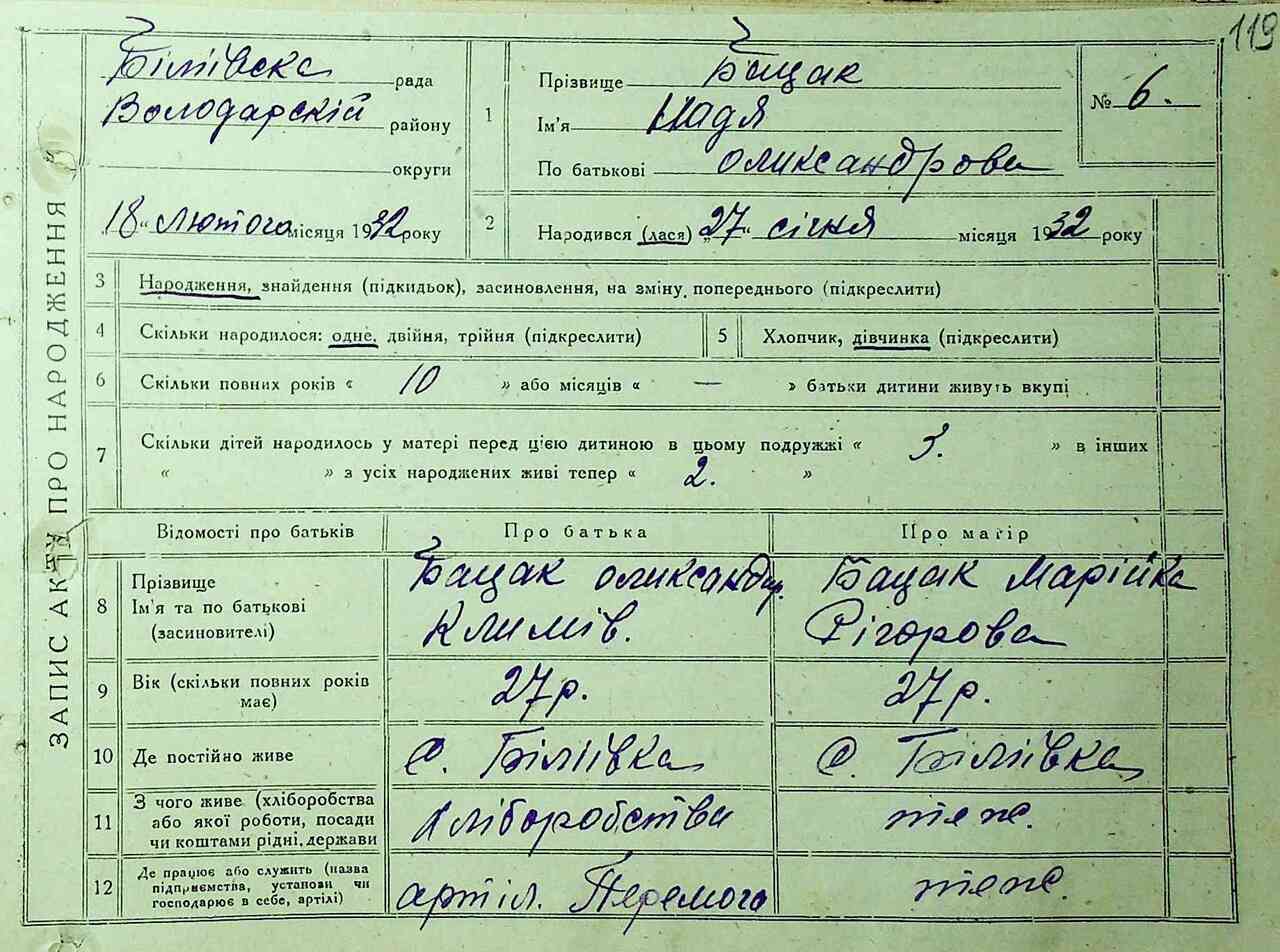 119
ЗАПИС АКТУ ПРО НАРОДЖЕННЯ
Біліївска рада
Володарскій району
округи
„18“ Лютого місяця 1932 року
1
Прізвище Бацак
Ім'я Надя
По батькові Олександрова
№ 6.
2
Народився (лася) „27“ січня місяця 1932 року
3 Народження, знайдення (підкидьок), засиновлення, на зміну попереднього (підкреслити)
4 Скільки народилося: одне, двійня, трійня (підкреслити)
5 Хлопчик, дівчинка (підкреслити)
6 Скільки повних років « 10 » або місяців « — » батьки дитини живуть вкупі
7 Скільки дітей народилось у матері перед ц'єю дитиною в цьому подружжі « 3. » в інших
« » з усіх народжених живі тепер « 2. »
Відомості про батьків Про батька Про матір
8 Прізвище
Ім'я та по батькові
(засиновителі)
Бацак Олександр.
Климів.
Бацак Марійка
Рігорова
9 Вік (скільки повних років
має)
27 р. 27 р.
10 Де постійно живе с. Біліївка с. Біліївка
11 З чого живе (хліборобства
або якої роботи, посади
чи коштами рідні, держави
Хліборобства теж.
12 Де працює або служить (назва
підприємства, установи чи
господарює в себе, артілі)
артіл. Перемога теж.